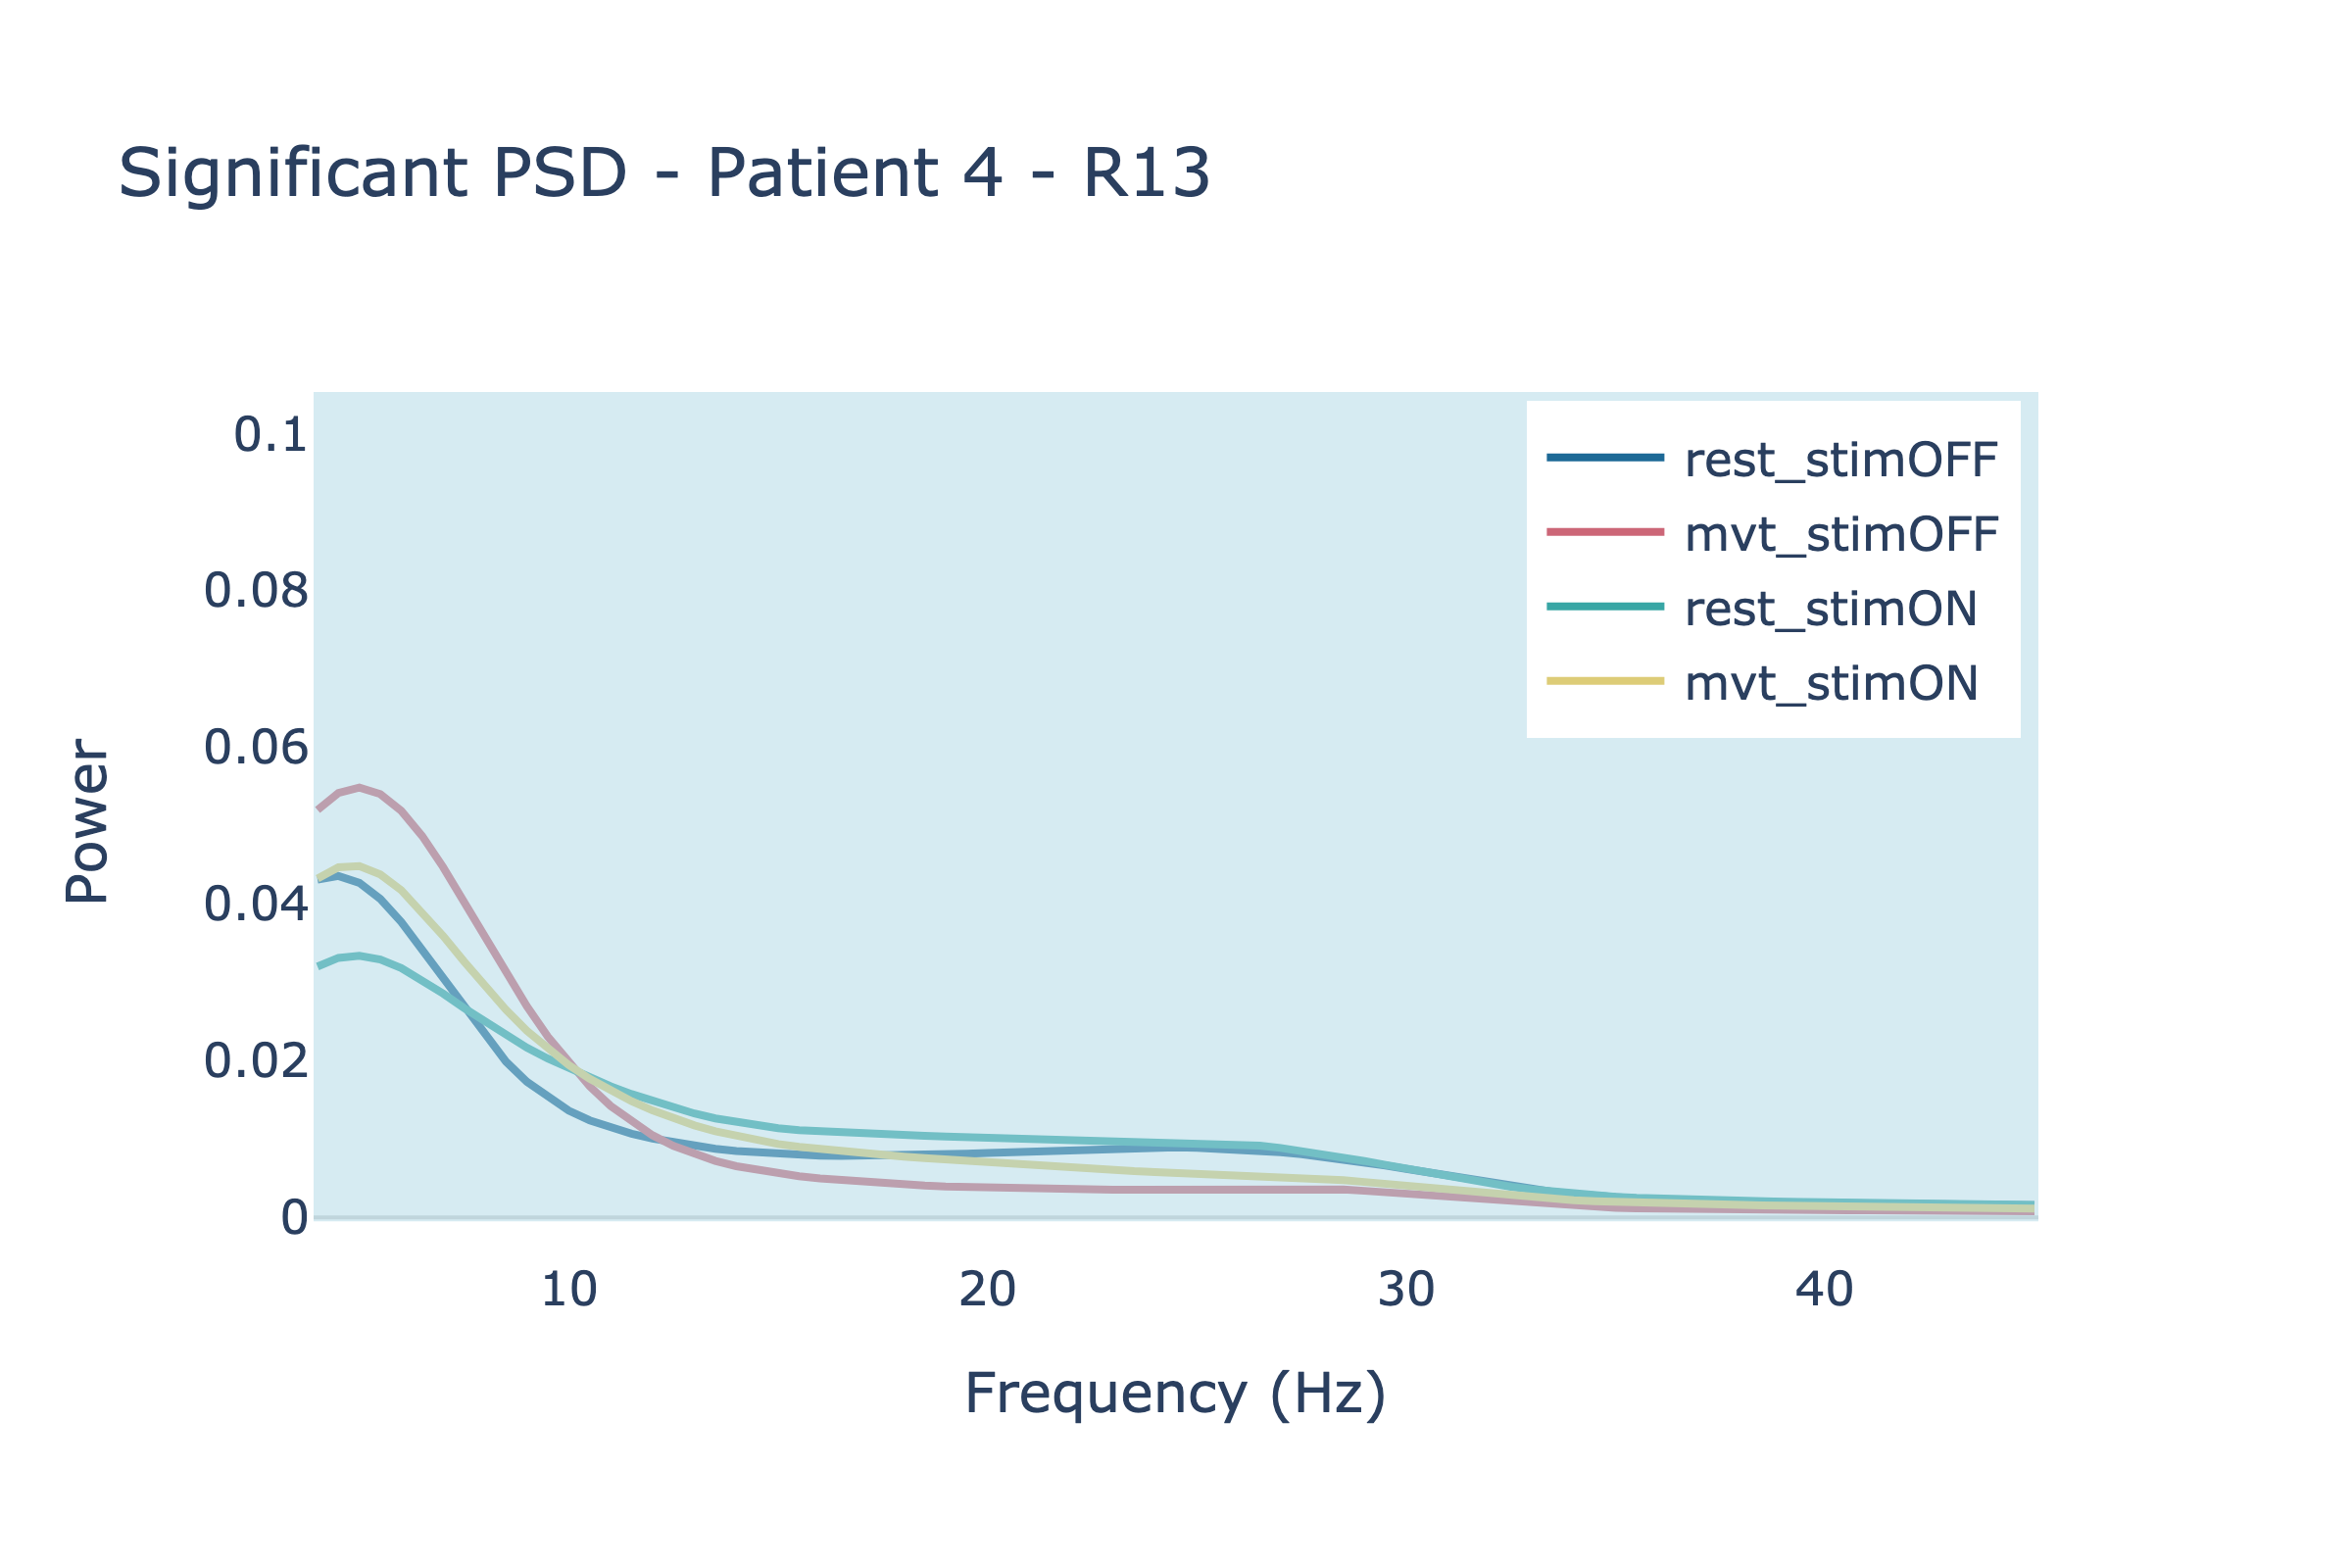 Significant PSD - Patient 4 - R13
0.1
0.08
0.06
0.04
0.02
0
Power
rest_stimOFF
mvt_stimOFF
rest_stimON
mvt_stimON
10 20 30 40
Frequency (Hz)